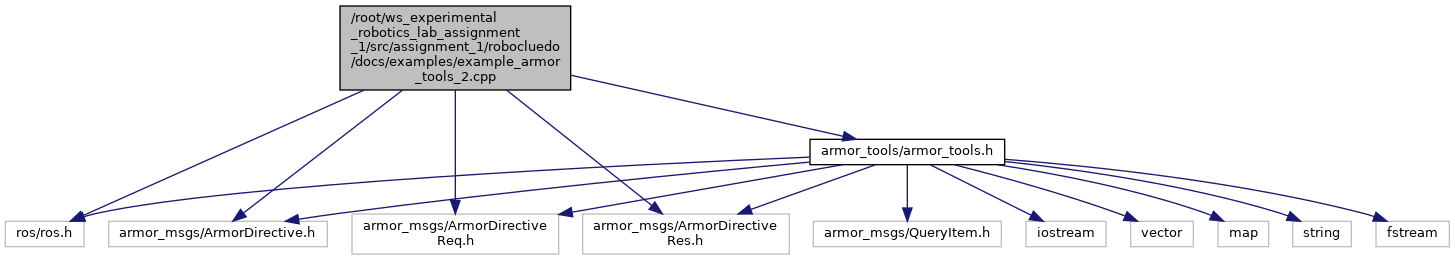 /root/ws_experimental
_robotics_lab_assignment
_1/src/assignment_1/robocluedo
/docs/examples/example_armor
_tools_2.cpp
armor_tools/armor_tools.h
ros/ros.h
armor_msgs/ArmorDirective.h
armor_msgs/ArmorDirective
Req.h
armor_msgs/ArmorDirective
Res.h
armor_msgs/QueryItem.h
iostream
vector
map
string
fstream